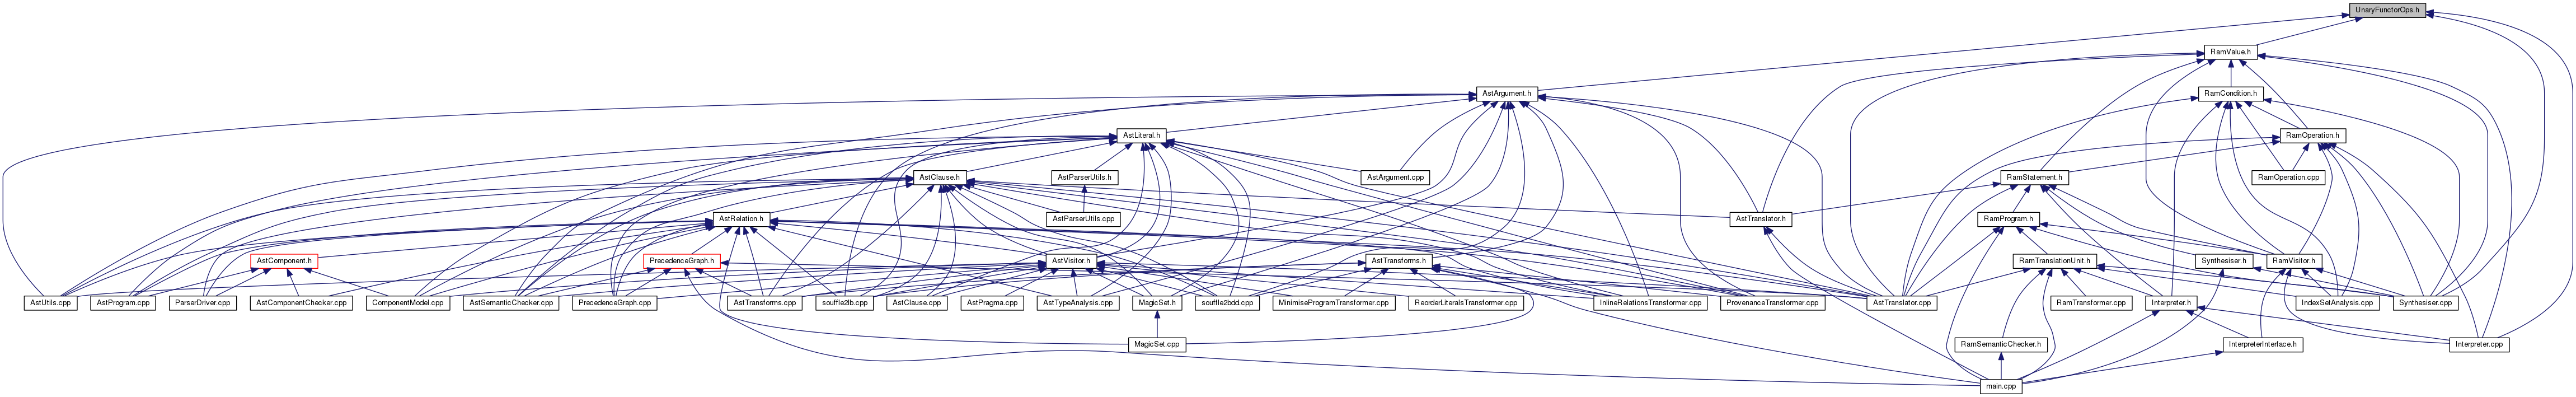 UnaryFunctorOps.h
RamValue.h
AstArgument.h
RamCondition.h
AstLiteral.h
RamOperation.h
AstClause.h
AstParserUtils.h
AstArgument.cpp
RamOperation.cpp
RamStatement.h
AstRelation.h
AstParserUtils.cpp
AstTranslator.h
RamProgram.h
AstComponent.h
PrecedenceGraph.h
AstVisitor.h
AstTransforms.h
RamTranslationUnit.h
Synthesiser.h
RamVisitor.h
AstUtils.cpp
AstProgram.cpp
ParserDriver.cpp
AstComponentChecker.cpp
ComponentModel.cpp
AstSemanticChecker.cpp
PrecedenceGraph.cpp
AstTransforms.cpp
souffle2lb.cpp
AstClause.cpp
AstPragma.cpp
AstTypeAnalysis.cpp
MagicSet.h
souffle2bdd.cpp
MinimiseProgramTransformer.cpp
ReorderLiteralsTransformer.cpp
InlineRelationsTransformer.cpp
ProvenanceTransformer.cpp
AstTranslator.cpp
RamTransformer.cpp
Interpreter.h
IndexSetAnalysis.cpp
Synthesiser.cpp
MagicSet.cpp
RamSemanticChecker.h
InterpreterInterface.h
Interpreter.cpp
main.cpp